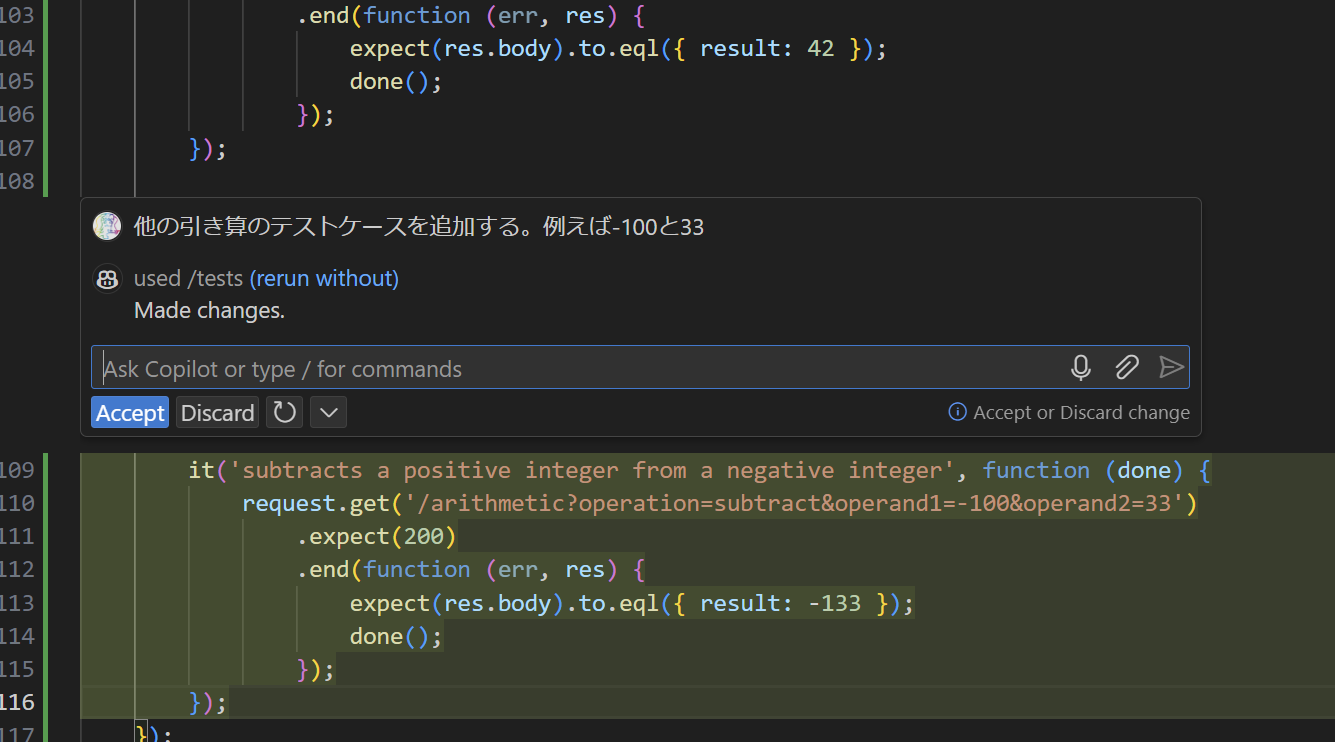 103 .end(function (err, res) {
104 expect(res.body).to.eql({ result: 42 });
105 done();
106 });
107 });
108
他の引き算のテストケースを追加する。例えば-100と33
used /tests (rerun without)
Made changes.
Ask Copilot or type / for commands
Accept Discard Accept or Discard change
109 it('subtracts a positive integer from a negative integer', function (done) {
110 request.get('/arithmetic?operation=subtract&operand1=-100&operand2=33')
111 .expect(200)
112 .end(function (err, res) {
113 expect(res.body).to.eql({ result: -133 });
114 done();
115 });
116 });
117 });